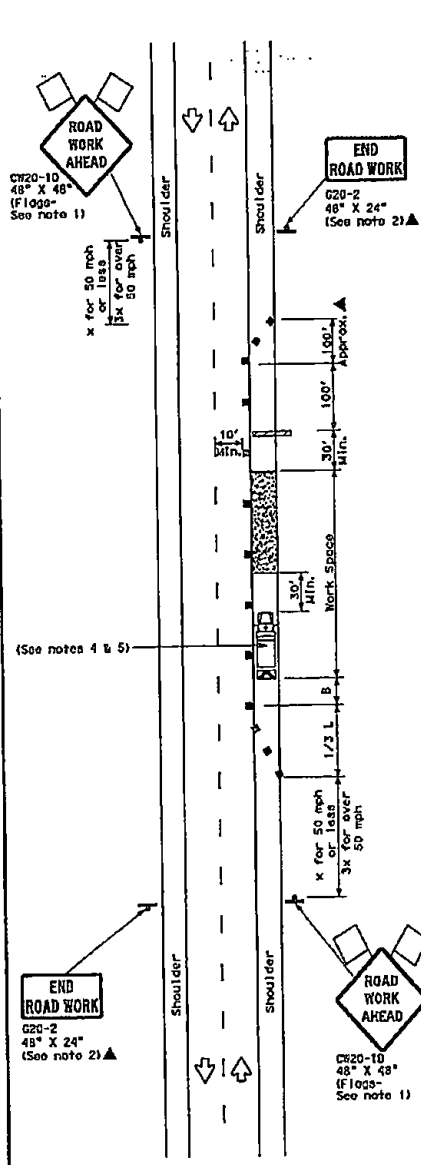 ROAD
WORK
AHEAD
CW20-1D
48" X 48"
(Flags-
See note 1)
x for 50 mph
or less
3x for over
50 mph
Shoulder
Shoulder
END
ROAD WORK
G20-2
48" X 24"
(See note 2)▲
100'
Approx.▲
100'
30'
Min.
10'
Min.
Work Space
30'
Min.
(See notes 4 & 5)
B
1/3 L
x for 50 mph
or less
3x for over
50 mph
END
ROAD WORK
G20-2
48" X 24"
(See note 2)▲
Shoulder
Shoulder
ROAD
WORK
AHEAD
CW20-1D
48" X 48"
(Flags-
See note 1)